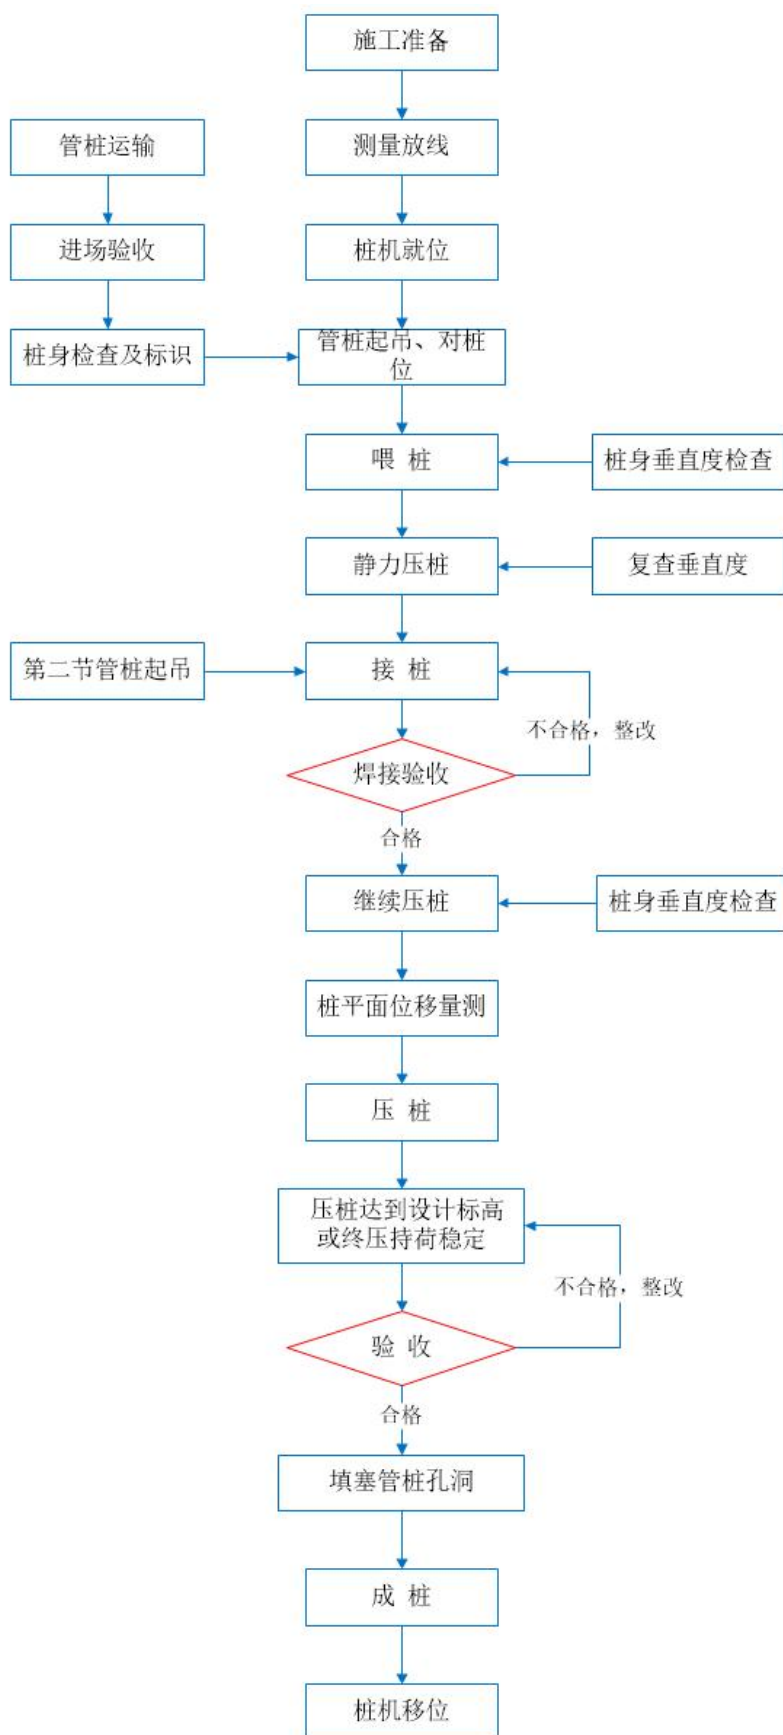 施工准备
管桩运输
测量放线
进场验收
桩机就位
桩身检查及标识
管桩起吊、对桩
位
喂 桩
桩身垂直度检查
静力压桩
复查垂直度
第二节管桩起吊
接 桩
不合格，整改
焊接验收
合格
继续压桩
桩身垂直度检查
桩平面位移量测
压 桩
压桩达到设计标高
或终压持荷稳定
不合格，整改
验 收
合格
填塞管桩孔洞
成 桩
桩机移位